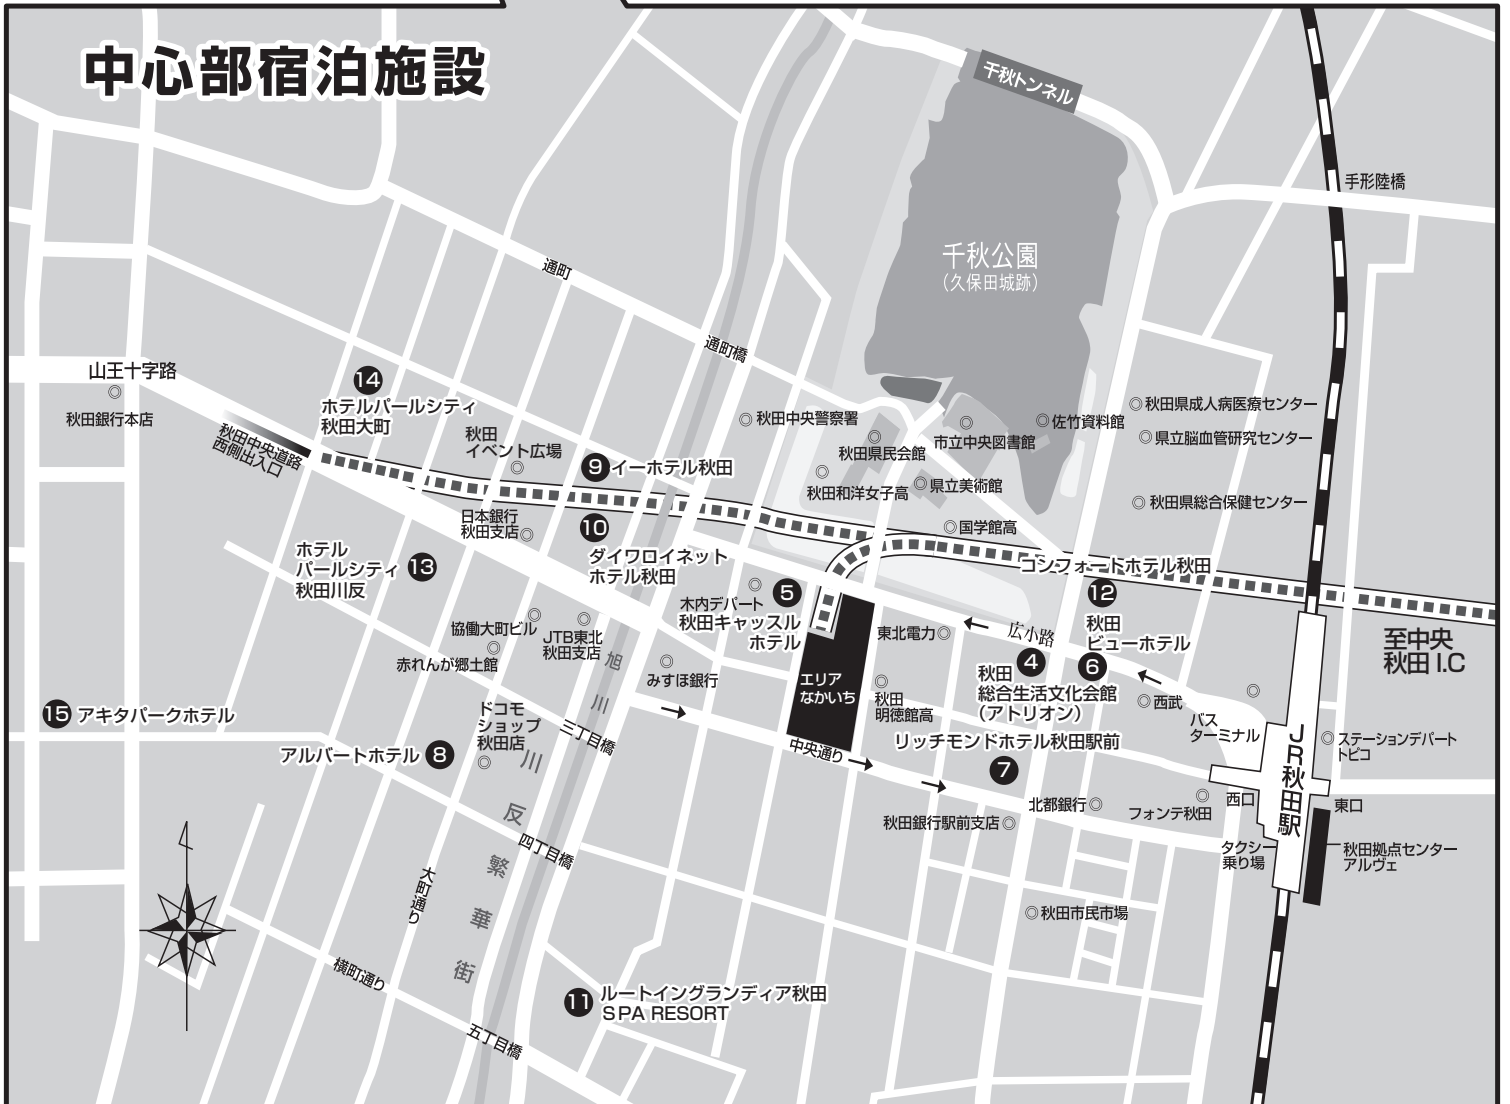 中心部宿泊施設
千秋トンネル
手形陸橋
千秋公園
(久保田城跡)
通町
通町橋
山王十字路
秋田銀行本店
14
ホテルパールシティ
秋田大町
秋田中央道路
西側出入口
秋田
イベント広場
9 イーホテル秋田
秋田中央警察署
秋田県民会館
市立中央図書館
佐竹資料館
秋田県成人病医療センター
県立脳血管研究センター
秋田和洋女子高
県立美術館
秋田県総合保健センター
国学館高
日本銀行
秋田支店
10
ダイワロイネット
ホテル秋田
ホテル
パールシティ
秋田川反
13
コンフォートホテル秋田
12
木内デパート
5
秋田キャッスル
ホテル
東北電力
広小路
秋田
ビューホテル
6
至中央
秋田 I.C
協働大町ビル
JTB東北
秋田支店
赤れんが郷土館
旭川
みずほ銀行
エリア
なかいち
秋田
明徳館高
4
秋田
総合生活文化会館
(アトリオン)
西武
バス
ターミナル
15 アキタパークホテル
ドコモ
ショップ
秋田店
三丁目橋
アルバートホテル 8
中央通り
リッチモンドホテル秋田駅前
7
JR秋田駅
ステーションデパート
トピコ
川反繁華街
北都銀行
フォンテ秋田
西口
東口
秋田銀行駅前支店
タクシー
乗り場
秋田拠点センター
アルヴェ
四丁目橋
大町通り
秋田市民市場
横町通り
11
ルートイングランディア秋田
SPA RESORT
五丁目橋